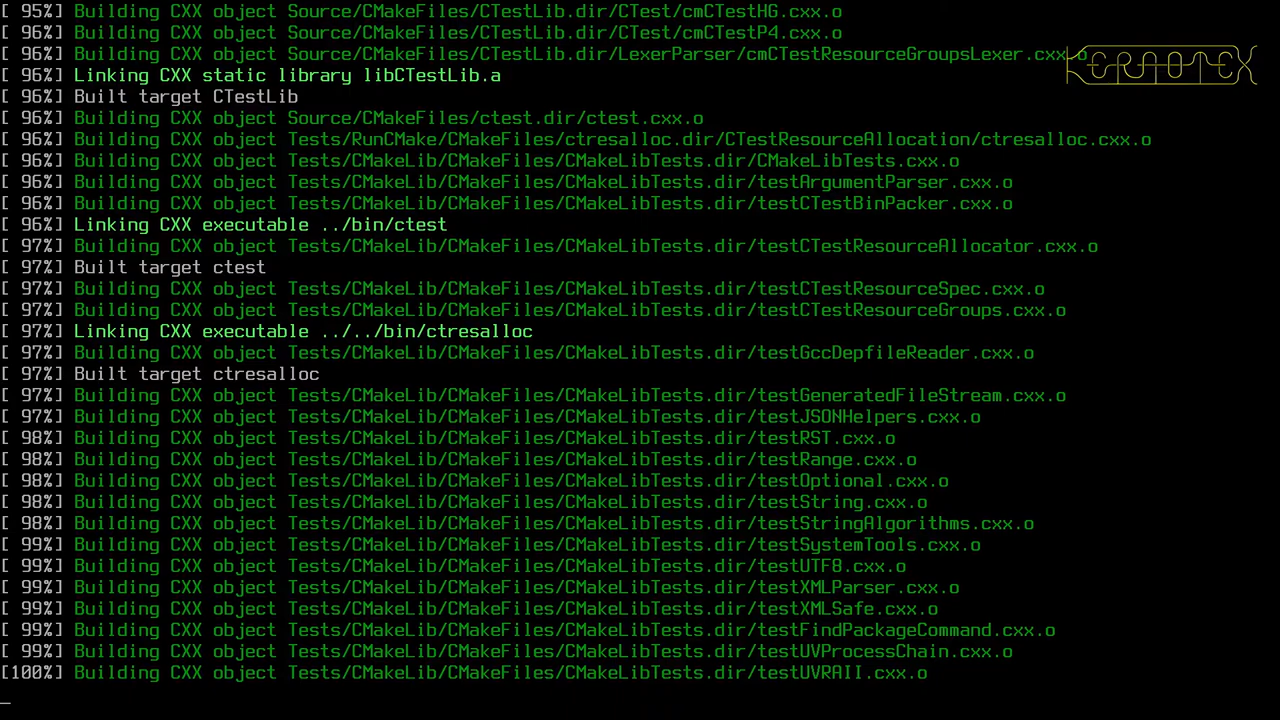 [ 95%] Building CXX object Source/CMakeFiles/CTestLib.dir/CTest/cmCTestHG.cxx.o
[ 96%] Building CXX object Source/CMakeFiles/CTestLib.dir/CTest/cmCTestP4.cxx.o
[ 96%] Building CXX object Source/CMakeFiles/CTestLib.dir/LexerParser/cmCTestResourceGroupsLexer.cxx.o
[ 96%] Linking CXX static library libCTestLib.a
[ 96%] Built target CTestLib
[ 96%] Building CXX object Source/CMakeFiles/ctest.dir/ctest.cxx.o
[ 96%] Building CXX object Tests/RunCMake/CMakeFiles/ctresalloc.dir/CTestResourceAllocation/ctresalloc.cxx.o
[ 96%] Building CXX object Tests/CMakeLib/CMakeFiles/CMakeLibTests.dir/CMakeLibTests.cxx.o
[ 96%] Building CXX object Tests/CMakeLib/CMakeFiles/CMakeLibTests.dir/testArgumentParser.cxx.o
[ 96%] Building CXX object Tests/CMakeLib/CMakeFiles/CMakeLibTests.dir/testCTestBinPacker.cxx.o
[ 96%] Linking CXX executable ../bin/ctest
[ 97%] Building CXX object Tests/CMakeLib/CMakeFiles/CMakeLibTests.dir/testCTestResourceAllocator.cxx.o
[ 97%] Built target ctest
[ 97%] Building CXX object Tests/CMakeLib/CMakeFiles/CMakeLibTests.dir/testCTestResourceSpec.cxx.o
[ 97%] Building CXX object Tests/CMakeLib/CMakeFiles/CMakeLibTests.dir/testCTestResourceGroups.cxx.o
[ 97%] Linking CXX executable ../../bin/ctresalloc
[ 97%] Building CXX object Tests/CMakeLib/CMakeFiles/CMakeLibTests.dir/testGccDepfileReader.cxx.o
[ 97%] Built target ctresalloc
[ 97%] Building CXX object Tests/CMakeLib/CMakeFiles/CMakeLibTests.dir/testGeneratedFileStream.cxx.o
[ 97%] Building CXX object Tests/CMakeLib/CMakeFiles/CMakeLibTests.dir/testJSONHelpers.cxx.o
[ 98%] Building CXX object Tests/CMakeLib/CMakeFiles/CMakeLibTests.dir/testRST.cxx.o
[ 98%] Building CXX object Tests/CMakeLib/CMakeFiles/CMakeLibTests.dir/testRange.cxx.o
[ 98%] Building CXX object Tests/CMakeLib/CMakeFiles/CMakeLibTests.dir/testOptional.cxx.o
[ 98%] Building CXX object Tests/CMakeLib/CMakeFiles/CMakeLibTests.dir/testString.cxx.o
[ 98%] Building CXX object Tests/CMakeLib/CMakeFiles/CMakeLibTests.dir/testStringAlgorithms.cxx.o
[ 99%] Building CXX object Tests/CMakeLib/CMakeFiles/CMakeLibTests.dir/testSystemTools.cxx.o
[ 99%] Building CXX object Tests/CMakeLib/CMakeFiles/CMakeLibTests.dir/testUTF8.cxx.o
[ 99%] Building CXX object Tests/CMakeLib/CMakeFiles/CMakeLibTests.dir/testXMLParser.cxx.o
[ 99%] Building CXX object Tests/CMakeLib/CMakeFiles/CMakeLibTests.dir/testXMLSafe.cxx.o
[ 99%] Building CXX object Tests/CMakeLib/CMakeFiles/CMakeLibTests.dir/testFindPackageCommand.cxx.o
[ 99%] Building CXX object Tests/CMakeLib/CMakeFiles/CMakeLibTests.dir/testUVProcessChain.cxx.o
[100%] Building CXX object Tests/CMakeLib/CMakeFiles/CMakeLibTests.dir/testUVRAII.cxx.o